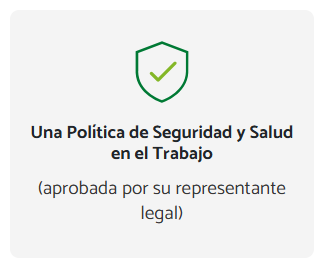 Una Política de Seguridad y Salud
en el Trabajo
(aprobada por su representante
legal)